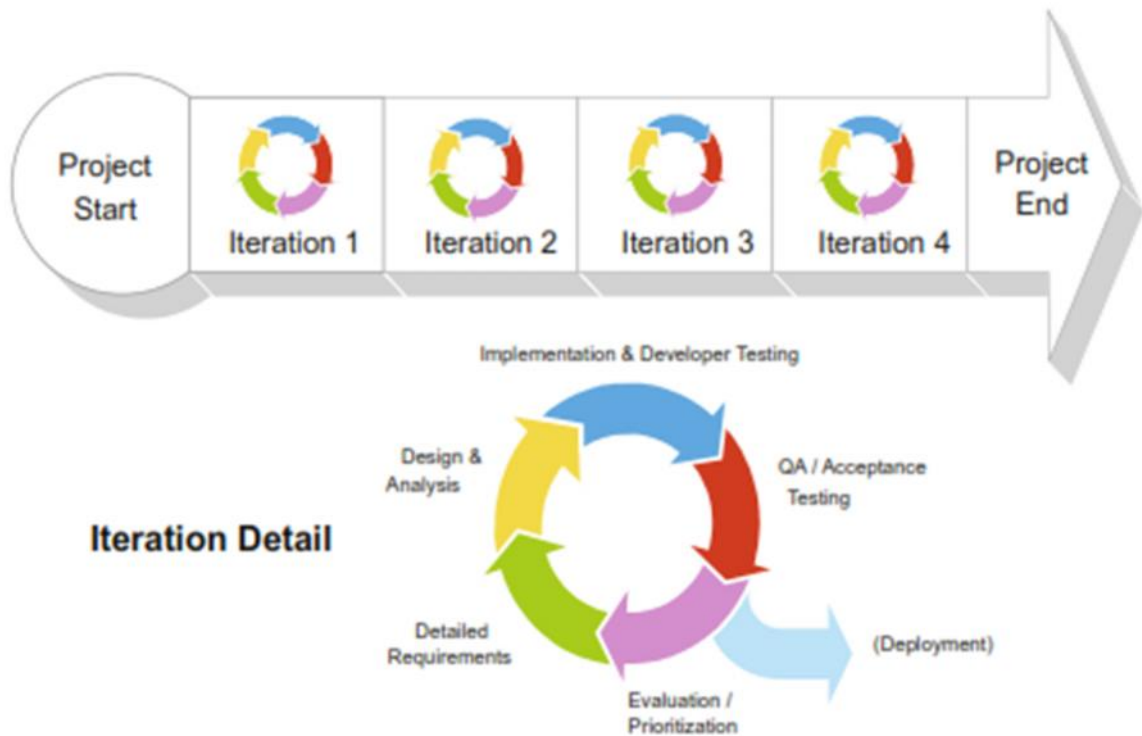 Project
Start
Iteration 1
Iteration 2
Iteration 3
Iteration 4
Project
End
Implementation & Developer Testing
Design &
Analysis
QA / Acceptance
Testing
Iteration Detail
Detailed
Requirements
(Deployment)
Evaluation /
Prioritization